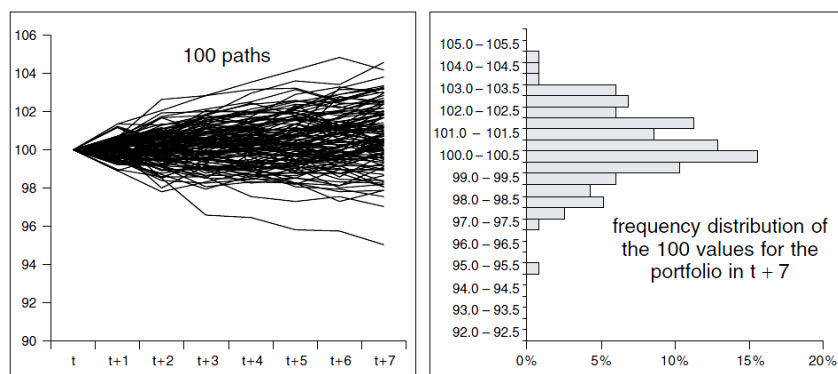 106
104
102
100
98
96
94
92
90
100 paths
t t+1 t+2 t+3 t+4 t+5 t+6 t+7
105.0 – 105.5
104.0 – 104.5
103.0 – 103.5
102.0 – 102.5
101.0 – 101.5
100.0 – 100.5
99.0 – 99.5
98.0 – 98.5
97.0 – 97.5
96.0 – 96.5
95.0 – 95.5
94.0 – 94.5
93.0 – 93.5
92.0 – 92.5
frequency distribution of
the 100 values for the
portfolio in t + 7
0% 5% 10% 15% 20%